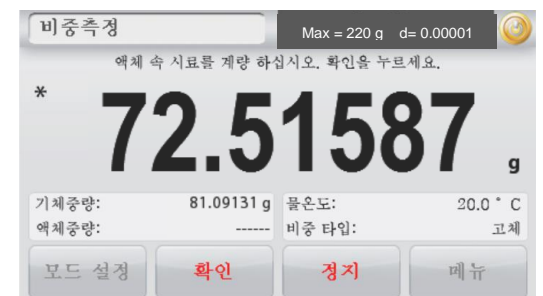 비중측정
Max = 220 g d= 0.00001
액체 속 시료를 계량 하십시오. 확인을 누르세요.
* 72.51587 g
기체중량: 81.09131 g 물온도: 20.0 ° C
액체중량: ------ 비중 타입: 고체
모드 설정 확인 정지 메뉴